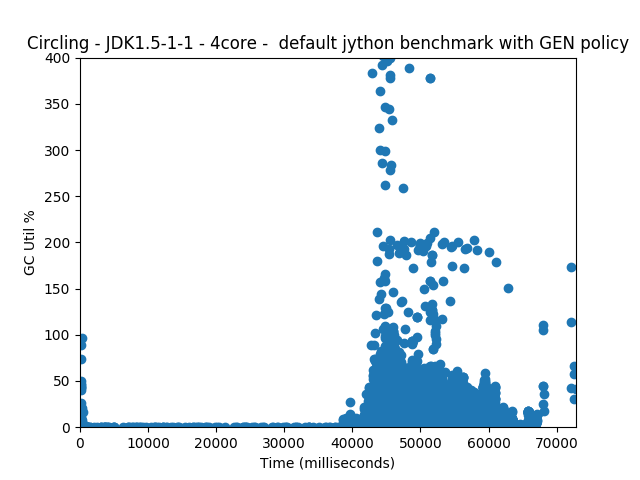 Circling - JDK1.5-1-1 - 4core -  default jython benchmark with GEN policy
400
350
300
250
200
150
100
50
0
GC Util %
0 10000 20000 30000 40000 50000 60000 70000
Time (milliseconds)